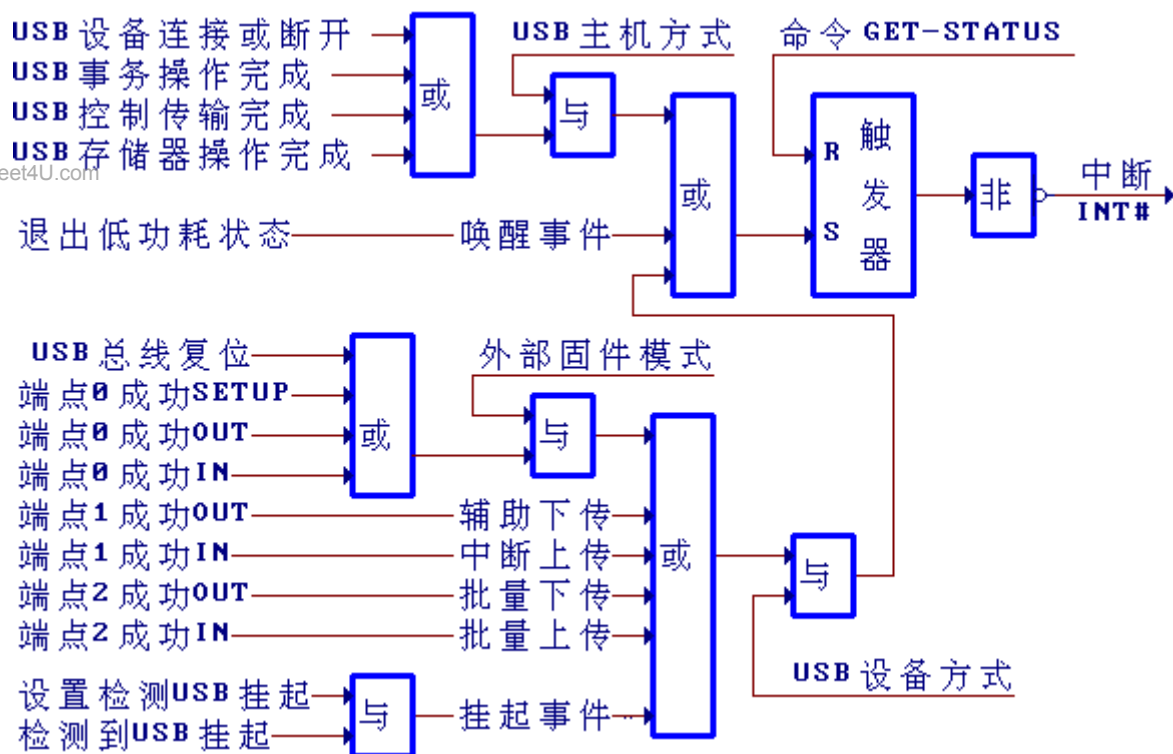 USB设备连接或断开
USB事务操作完成
USB控制传输完成
USB存储器操作完成
eet4U.com
或
USB主机方式
与
命令GET-STATUS
或
R
S
触发器
非
中断
INT#
退出低功耗状态
唤醒事件
USB总线复位
端点0成功SETUP
端点0成功OUT
端点0成功IN
或
外部固件模式
与
端点1成功OUT
辅助下传
端点1成功IN
中断上传
端点2成功OUT
批量下传
端点2成功IN
批量上传
或
与
USB设备方式
设置检测USB挂起
检测到USB挂起
与
挂起事件